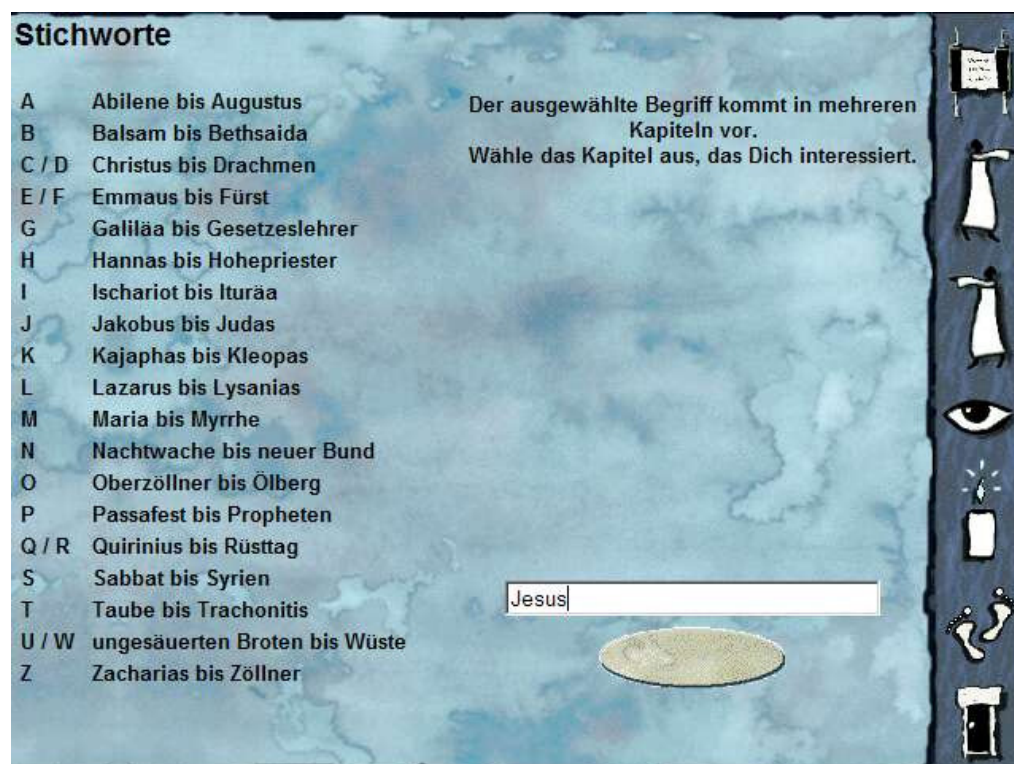 Stichworte
A Abilene bis Augustus
B Balsam bis Bethsaida
C / D Christus bis Drachmen
E / F Emmaus bis Fürst
G Galiläa bis Gesetzeslehrer
H Hannas bis Hohepriester
I Ischariot bis Ituräa
J Jakobus bis Judas
K Kajaphas bis Kleopas
L Lazarus bis Lysanias
M Maria bis Myrrhe
N Nachtwache bis neuer Bund
O Oberzöllner bis Ölberg
P Passafest bis Propheten
Q / R Quirinius bis Rüsttag
S Sabbat bis Syrien
T Taube bis Trachonitis
U / W ungesäuerten Broten bis Wüste
Z Zacharias bis Zöllner
Der ausgewählte Begriff kommt in mehreren
Kapiteln vor.
Wähle das Kapitel aus, das Dich interessiert.
Jesus